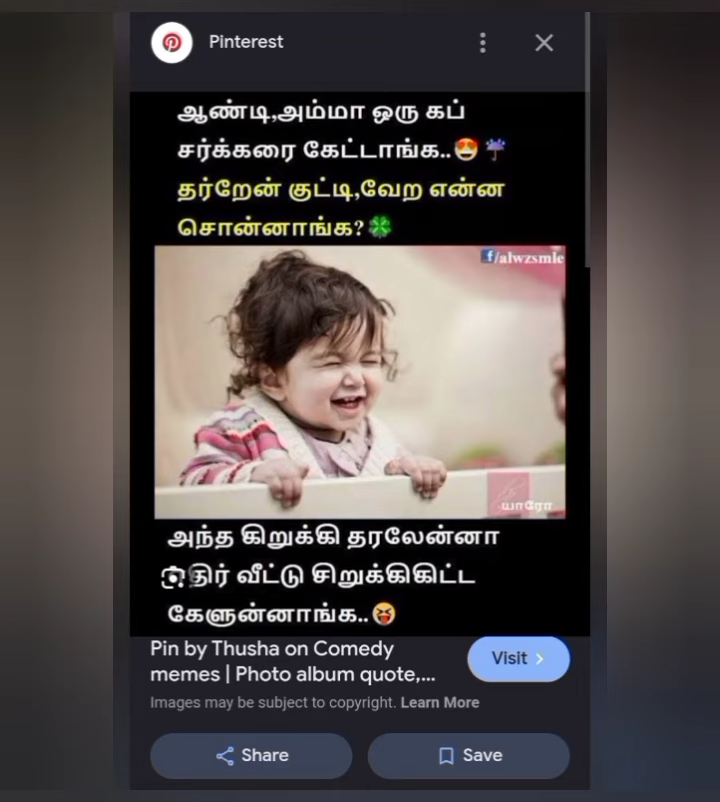 Pinterest
ஆண்டி,அம்மா ஒரு கப்
சர்க்கரை கேட்டாங்க..😍☔
தர்றேன் குட்டி,வேற என்ன
சொன்னாங்க?🍀
f/alwzsmle
யாரோ
அந்த கிறுக்கி தரலேன்னா
திர் வீட்டு சிறுக்கிகிட்ட
கேளுன்னாங்க..😝
Pin by Thusha on Comedy
memes | Photo album quote,...
Visit
Images may be subject to copyright. Learn More
Share
Save